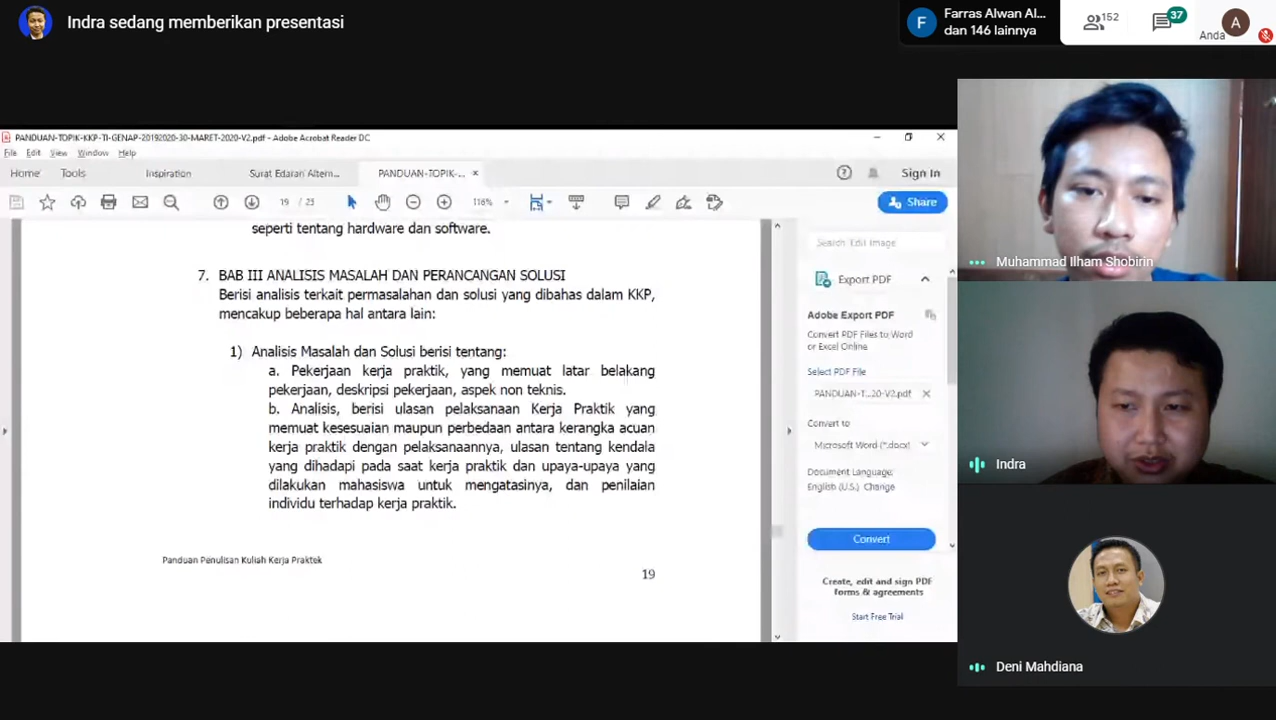 Indra sedang memberikan presentasi
F
Farras Alwan Al...
dan 146 lainnya
152
37
A
Anda
PANDUAN-TOPIK-KKP-TI-GENAP-20192020-30-MARET-2020-V2.pdf - Adobe Acrobat Reader DC
File Edit View Window Help
Home Tools Inspiration Surat Edaran Altern... PANDUAN-TOPIK-... × Sign In
19 / 23 116% Share
seperti tentang hardware dan software.
7. BAB III ANALISIS MASALAH DAN PERANCANGAN SOLUSI
Berisi analisis terkait permasalahan dan solusi yang dibahas dalam KKP,
mencakup beberapa hal antara lain:
1) Analisis Masalah dan Solusi berisi tentang:
a. Pekerjaan kerja praktik, yang memuat latar belakang
pekerjaan, deskripsi pekerjaan, aspek non teknis.
b. Analisis, berisi ulasan pelaksanaan Kerja Praktik yang
memuat kesesuaian maupun perbedaan antara kerangka acuan
kerja praktik dengan pelaksanaannya, ulasan tentang kendala
yang dihadapi pada saat kerja praktik dan upaya-upaya yang
dilakukan mahasiswa untuk mengatasinya, dan penilaian
individu terhadap kerja praktik.
Panduan Penulisan Kuliah Kerja Praktek
19
Search 'Edit Image'
Export PDF
Adobe Export PDF
Convert PDF Files to Word
or Excel Online
Select PDF File
PANDUAN-T...20-V2.pdf ×
Convert to
Microsoft Word (*.docx)
Document Language:
English (U.S.) Change
Convert
Create, edit and sign PDF
forms & agreements
Start Free Trial
Muhammad Ilham Shobirin
Indra
Deni Mahdiana